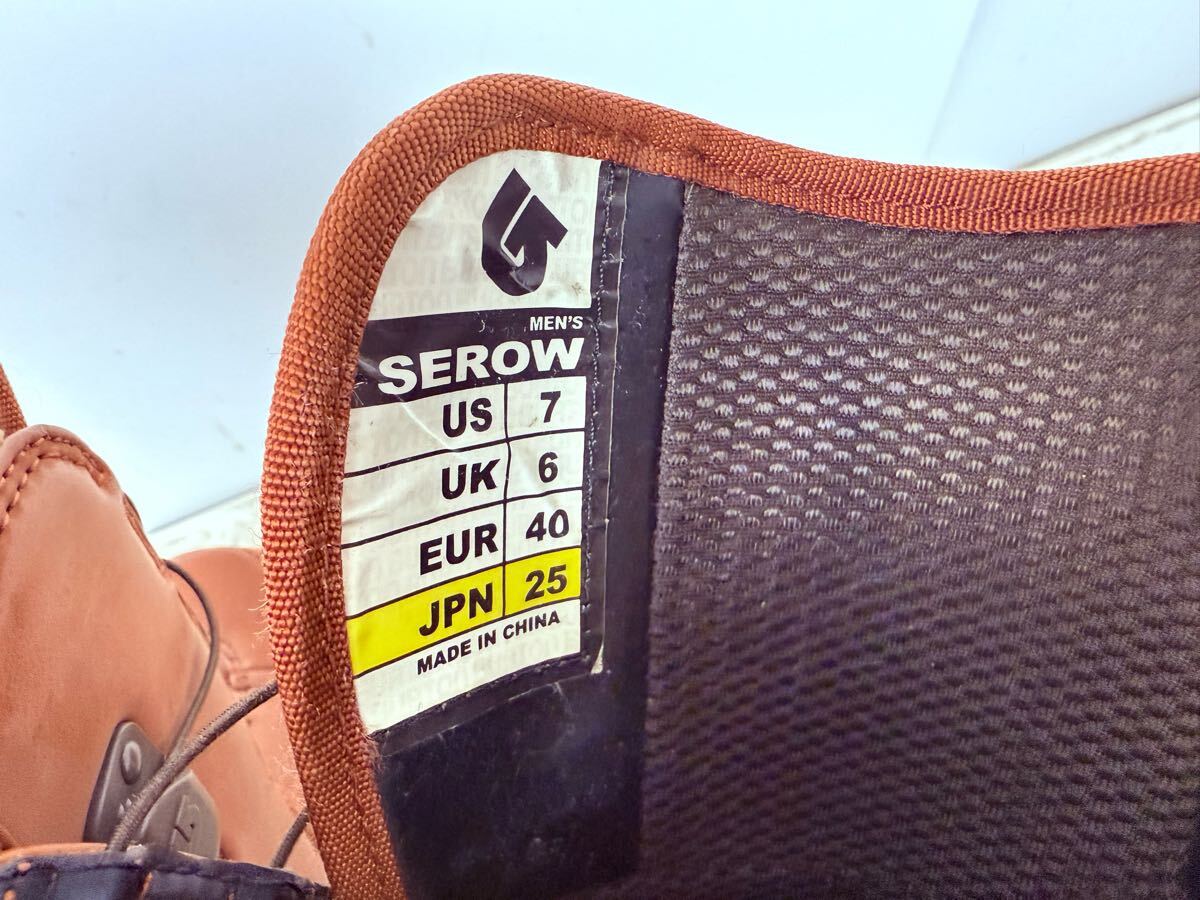 MEN'S
SEROW
US 7
UK 6
EUR 40
JPN 25
MADE IN CHINA